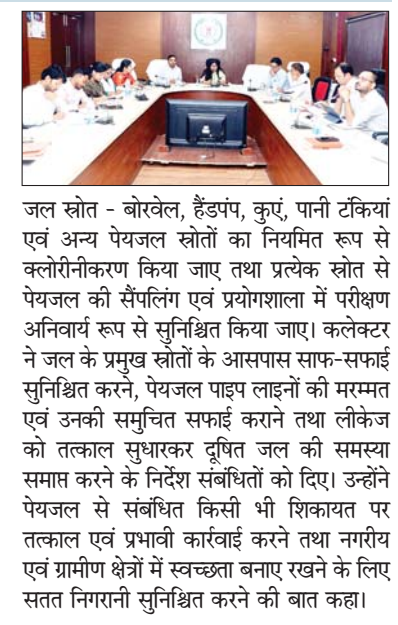 जल स्रोत - बोरवेल, हैंडपंप, कुएं, पानी टंकियां
एवं अन्य पेयजल स्रोतों का नियमित रूप से
क्लोरीनीकरण किया जाए तथा प्रत्येक स्रोत से
पेयजल की सैंपलिंग एवं प्रयोगशाला में परीक्षण
अनिवार्य रूप से सुनिश्चित किया जाए। कलेक्टर
ने जल के प्रमुख स्रोतों के आसपास साफ-सफाई
सुनिश्चित करने, पेयजल पाइप लाइनों की मरम्मत
एवं उनकी समुचित सफाई कराने तथा लीकेज
को तत्काल सुधारकर दूषित जल की समस्या
समाप्त करने के निर्देश संबंधितों को दिए। उन्होंने
पेयजल से संबंधित किसी भी शिकायत पर
तत्काल एवं प्रभावी कार्रवाई करने तथा नगरीय
एवं ग्रामीण क्षेत्रों में स्वच्छता बनाए रखने के लिए
सतत निगरानी सुनिश्चित करने की बात कहा।